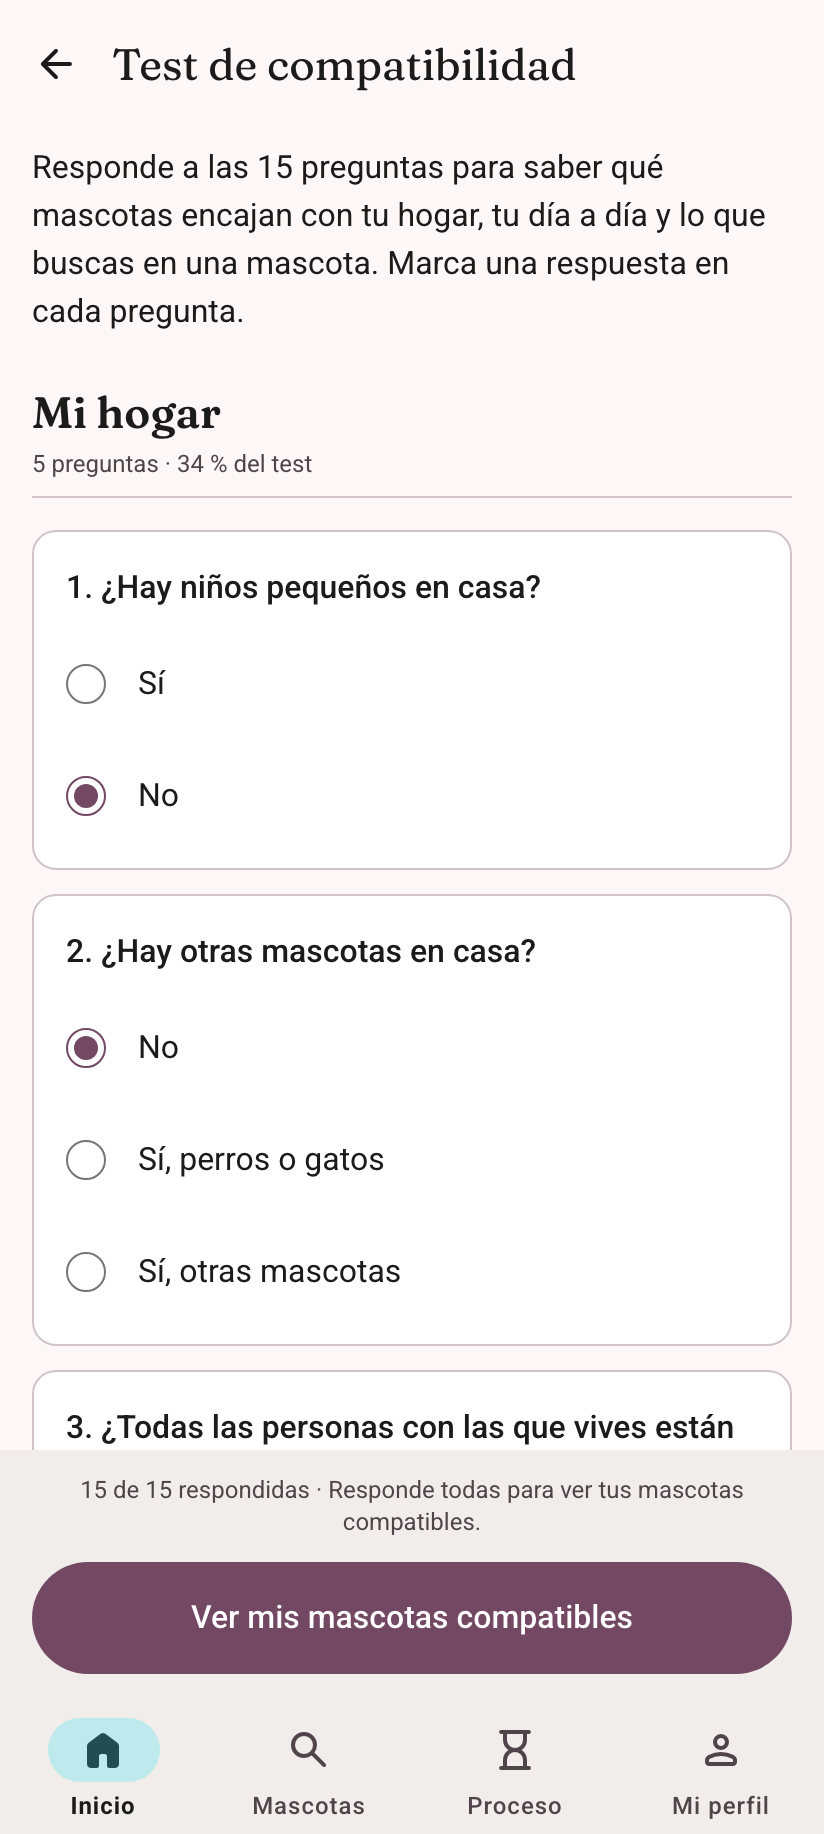 Test de compatibilidad
Responde a las 15 preguntas para saber qué
mascotas encajan con tu hogar, tu día a día y lo que
buscas en una mascota. Marca una respuesta en
cada pregunta.
Mi hogar
5 preguntas · 34 % del test
1. ¿Hay niños pequeños en casa?
Sí
No
2. ¿Hay otras mascotas en casa?
No
Sí, perros o gatos
Sí, otras mascotas
3. ¿Todas las personas con las que vives están
15 de 15 respondidas · Responde todas para ver tus mascotas
compatibles.
Ver mis mascotas compatibles
Inicio
Mascotas
Proceso
Mi perfil